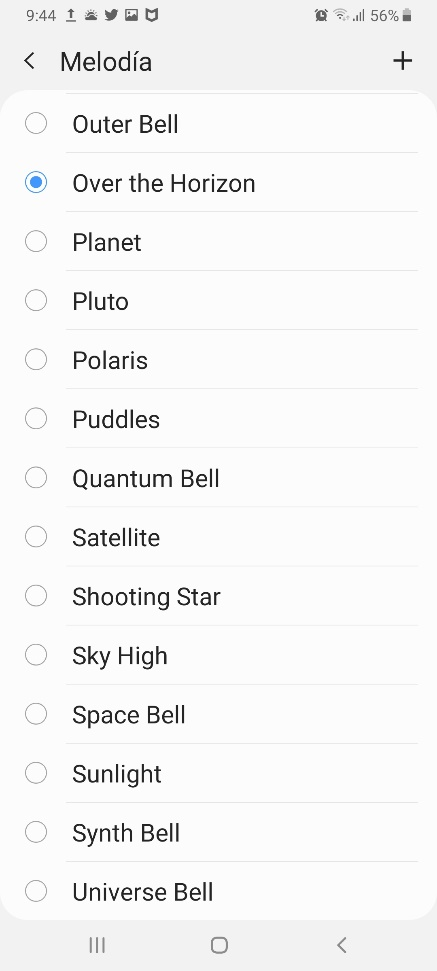 9:44 56%
Melodía
Outer Bell
Over the Horizon
Planet
Pluto
Polaris
Puddles
Quantum Bell
Satellite
Shooting Star
Sky High
Space Bell
Sunlight
Synth Bell
Universe Bell